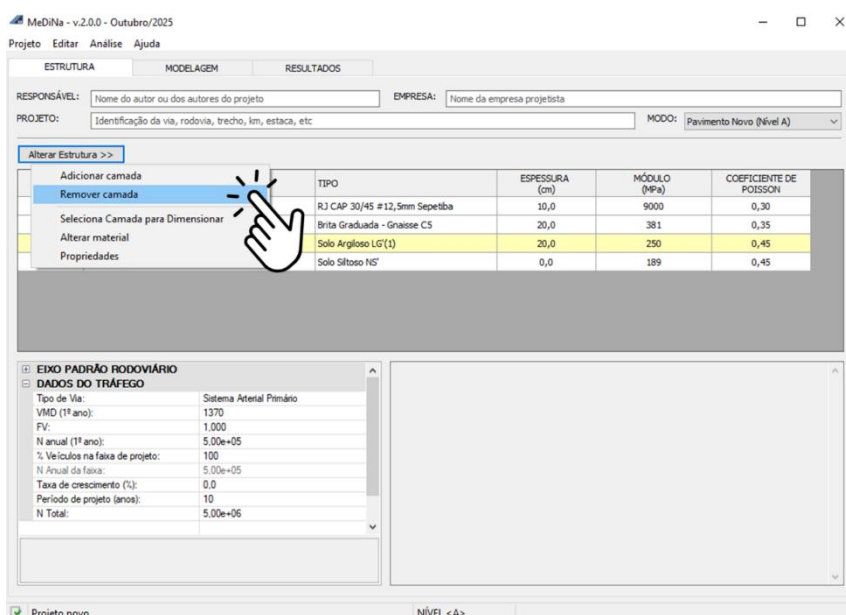 MeDiNa - v.2.0.0 - Outubro/2025
Projeto Editar Análise Ajuda
ESTRUTURA MODELAGEM RESULTADOS
RESPONSÁVEL: Nome do autor ou dos autores do projeto EMPRESA: Nome da empresa projetista
PROJETO: Identificação da via, rodovia, trecho, km, estaca, etc MODO: Pavimento Novo (Nível A)
Alterar Estrutura >>
Adicionar camada
Remover camada
Seleciona Camada para Dimensionar
Alterar material
Propriedades
TIPO ESPESSURA (cm) MÓDULO (MPa) COEFICIENTE DE POISSON
RJ CAP 30/45 #12,5mm Sepetiba 10,0 9000 0,30
Brita Graduada - Gnaisse C5 20,0 381 0,35
Solo Argiloso LG'(1) 20,0 250 0,45
Solo Siltoso NS' 0,0 189 0,45
EIXO PADRÃO RODOVIÁRIO
DADOS DO TRÁFEGO
Tipo de Via: Sistema Arterial Primário
VMD (1º ano): 1370
FV: 1,000
N anual (1º ano): 5,00e+05
% Veículos na faixa de projeto: 100
N Anual da faixa: 5,00e+05
Taxa de crescimento (%): 0,0
Período de projeto (anos): 10
N Total: 5,00e+06
Projeto novo NÍVEL <A>